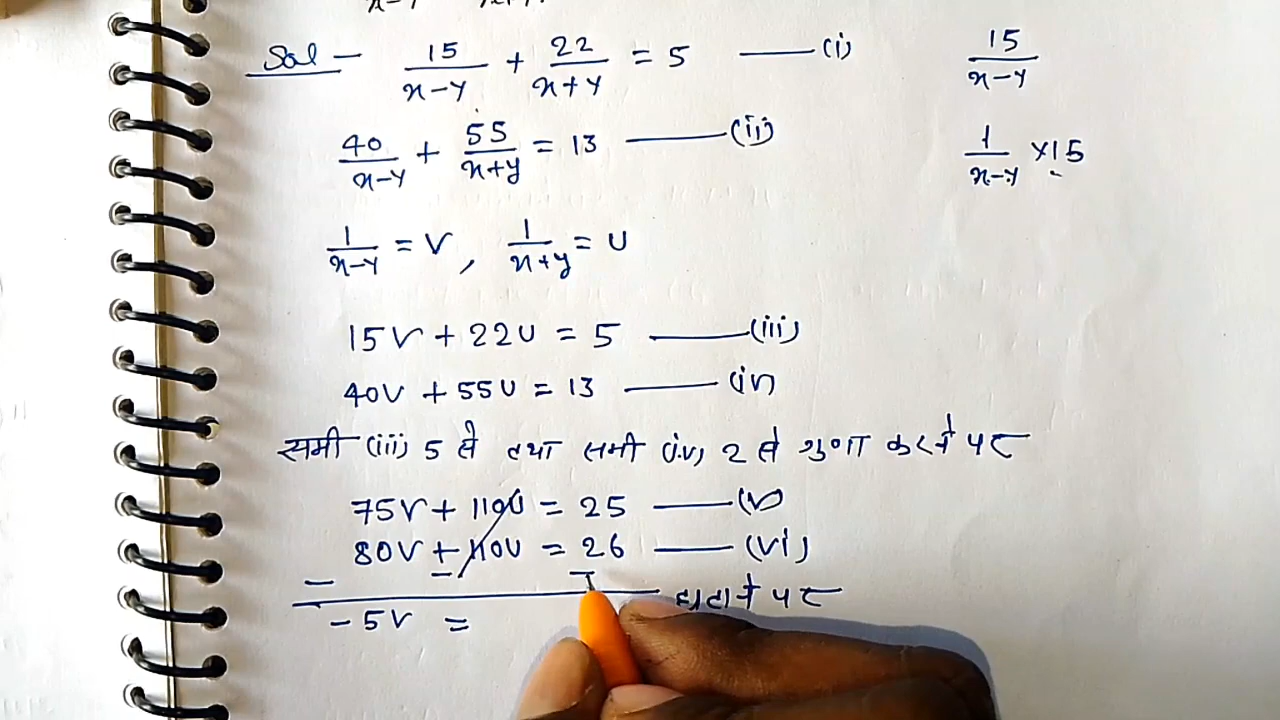 Sol - 15/(x-y) + 22/(x+y) = 5 —— (i)
15/(x-y)
40/(x-y) + 55/(x+y) = 13 —— (ii)
1/(x-y) ×15
1/(x-y) = V, 1/(x+y) = U
15V + 22U = 5 —— (iii)
40V + 55U = 13 —— (iv)
समी (iii) 5 से तथा समी (iv) 2 से गुणा करने पर
75V + 110U = 25 —— (v)
80V + 110U = 26 —— (vi)
- - -
घटाने पर
-5V =